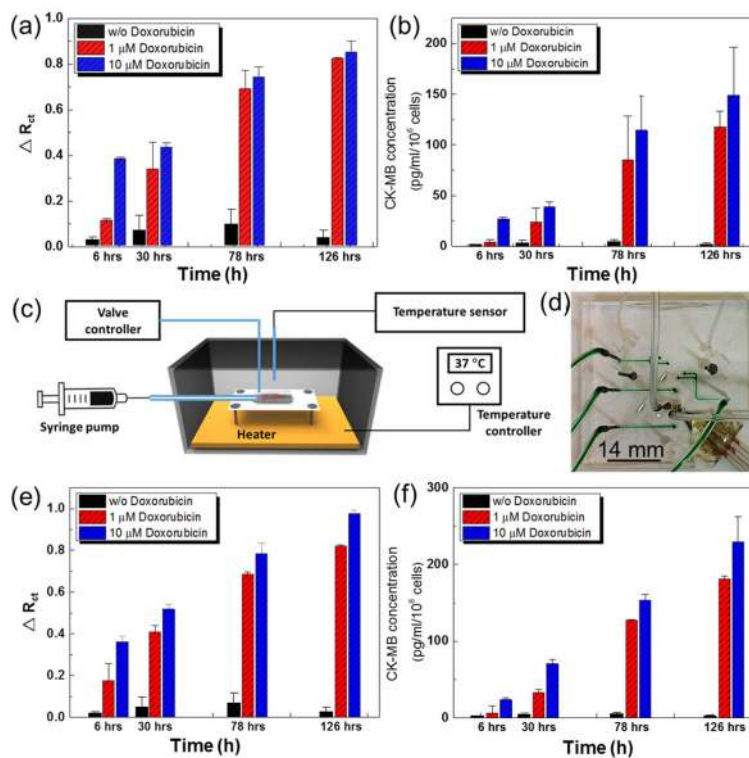 (a)
w/o Doxorubicin
1 μM Doxorubicin
10 μM Doxorubicin
1.0
0.8
0.6
0.4
0.2
0.0
Δ Rct
6 hrs 30 hrs 78 hrs 126 hrs
Time (h)
(b)
w/o Doxorubicin
1 μM Doxorubicin
10 μM Doxorubicin
200
150
100
50
0
CK-MB concentration
(pg/ml/10⁶ cells)
6 hrs 30 hrs 78 hrs 126 hrs
Time (h)
(c)
Valve
controller
Temperature sensor
37 °C
Syringe pump
Heater
Temperature
controller
(d)
14 mm
(e)
w/o Doxorubicin
1 μM Doxorubicin
10 μM Doxorubicin
1.0
0.8
0.6
0.4
0.2
0.0
Δ Rct
6 hrs 30 hrs 78 hrs 126 hrs
Time (h)
(f)
w/o Doxorubicin
1 μM Doxorubicin
10 μM Doxorubicin
300
200
100
0
CK-MB concentration
(pg/ml/10⁶ cells)
6 hrs 30 hrs 78 hrs 126 hrs
Time (h)